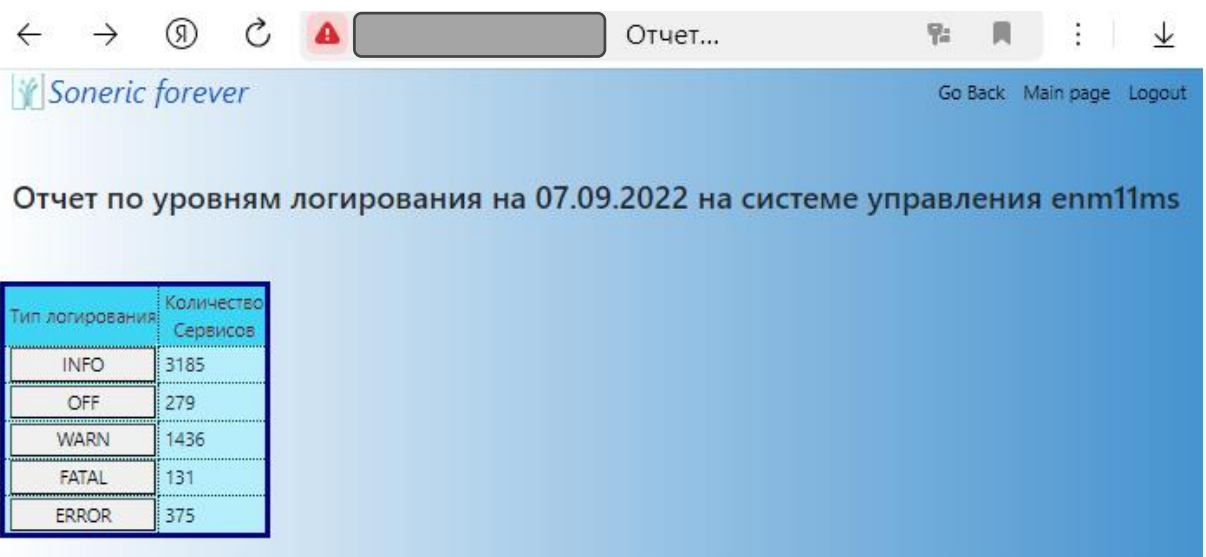 Отчет...
Soneric forever
Go Back Main page Logout
Отчет по уровням логирования на 07.09.2022 на системе управления enm11ms
Тип логирования Количество Сервисов
INFO 3185
OFF 279
WARN 1436
FATAL 131
ERROR 375